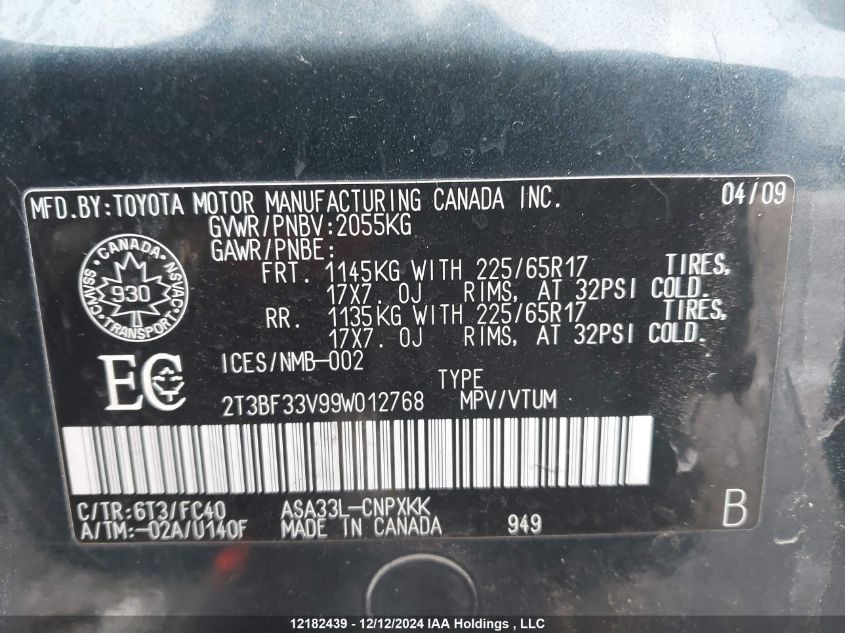 MFD.BY:TOYOTA MOTOR MANUFACTURING CANADA INC. 04/09
GVWR/PNBV:2055KG
GAWR/PNBE:
FRT. 1145KG WITH 225/65R17 TIRES,
17X7. 0J RIMS, AT 32PSI COLD.
RR. 1135KG WITH 225/65R17 TIRES,
17X7. 0J RIMS, AT 32PSI COLD.
CANADA
CMVSS 930 NSVAC
TRANSPORT
EC
ICES/NMB-002
TYPE
2T3BF33V99W012768 MPV/VTUM
C/TR:6T3/FC40 ASA33L-CNPXKK
A/TM:-02A/U140F MADE IN CANADA 949 B
12182439 - 12/12/2024 IAA Holdings , LLC